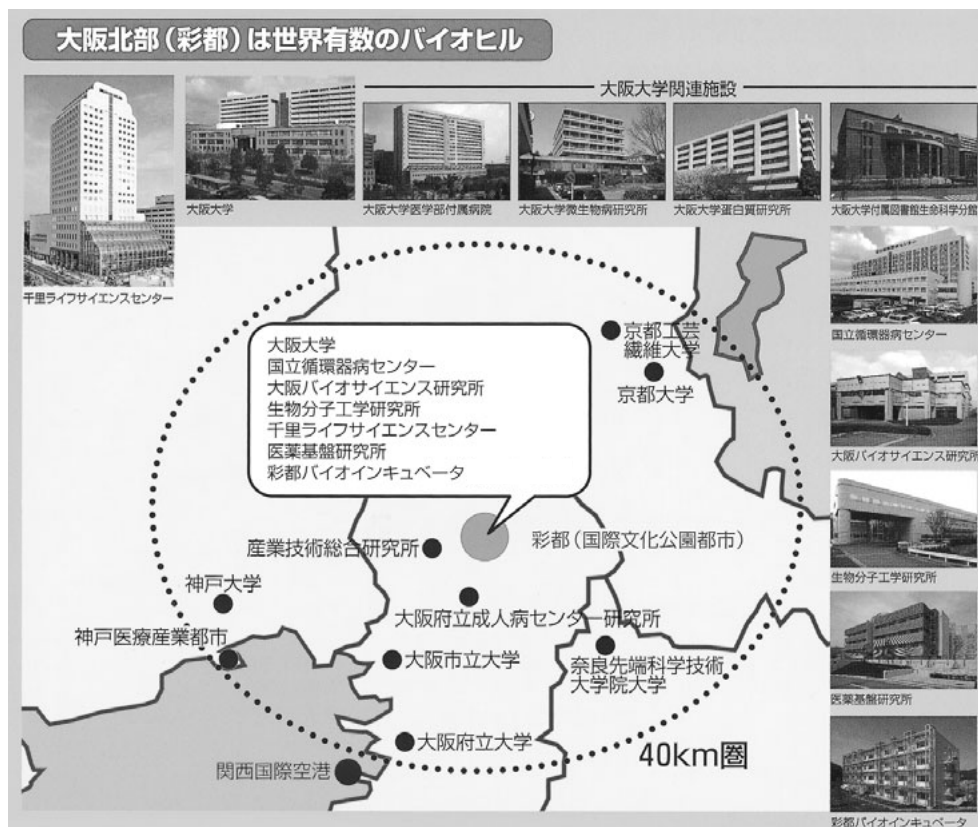 大阪北部(彩都)は世界有数のバイオヒル
大阪大学関連施設
千里ライフサイエンスセンター
大阪大学
大阪大学医学部付属病院
大阪大学微生物病研究所
大阪大学蛋白質研究所
大阪大学付属図書館生命科学分館
国立循環器病センター
大阪バイオサイエンス研究所
生物分子工学研究所
医薬基盤研究所
彩都バイオインキュベータ
大阪大学
国立循環器病センター
大阪バイオサイエンス研究所
生物分子工学研究所
千里ライフサイエンスセンター
医薬基盤研究所
彩都バイオインキュベータ
京都工芸
繊維大学
京都大学
産業技術総合研究所
彩都(国際文化公園都市)
神戸大学
大阪府立成人病センター研究所
神戸医療産業都市
大阪市立大学
奈良先端科学技術
大学院大学
大阪府立大学
40km圏
関西国際空港